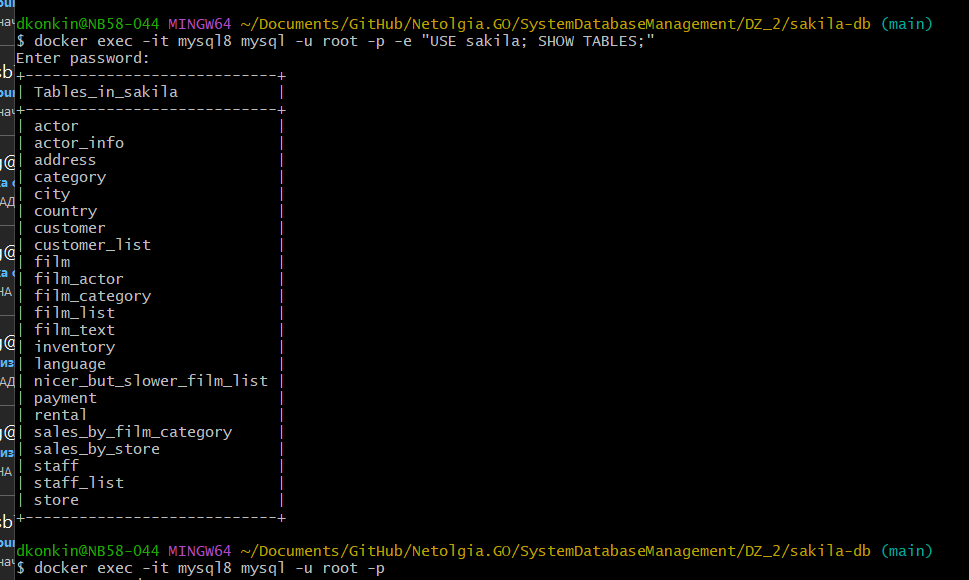 dkonkin@NB58-044 MINGW64 ~/Documents/GitHub/Netolgia.GO/SystemDatabaseManagement/DZ_2/sakila-db (main)
$ docker exec -it mysql8 mysql -u root -p -e "USE sakila; SHOW TABLES;"
Enter password:
+----------------------------+
| Tables_in_sakila           |
+----------------------------+
| actor                      |
| actor_info                 |
| address                    |
| category                   |
| city                       |
| country                    |
| customer                   |
| customer_list              |
| film                       |
| film_actor                 |
| film_category              |
| film_list                  |
| film_text                  |
| inventory                  |
| language                   |
| nicer_but_slower_film_list |
| payment                    |
| rental                     |
| sales_by_film_category     |
| sales_by_store             |
| staff                      |
| staff_list                 |
| store                      |
+----------------------------+
dkonkin@NB58-044 MINGW64 ~/Documents/GitHub/Netolgia.GO/SystemDatabaseManagement/DZ_2/sakila-db (main)
$ docker exec -it mysql8 mysql -u root -p